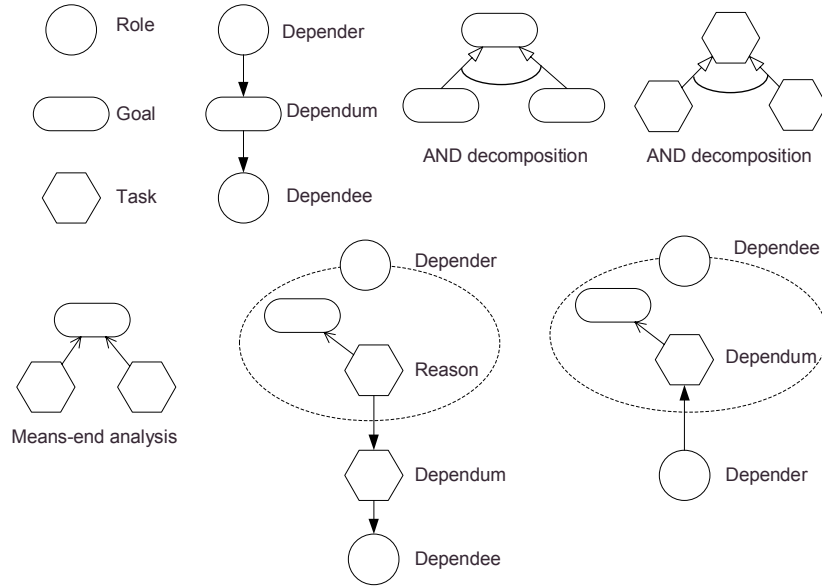 Role
Depender
Goal
Dependum
AND decomposition
AND decomposition
Task
Dependee
Depender
Dependee
Reason
Dependum
Means-end analysis
Dependum
Depender
Dependee